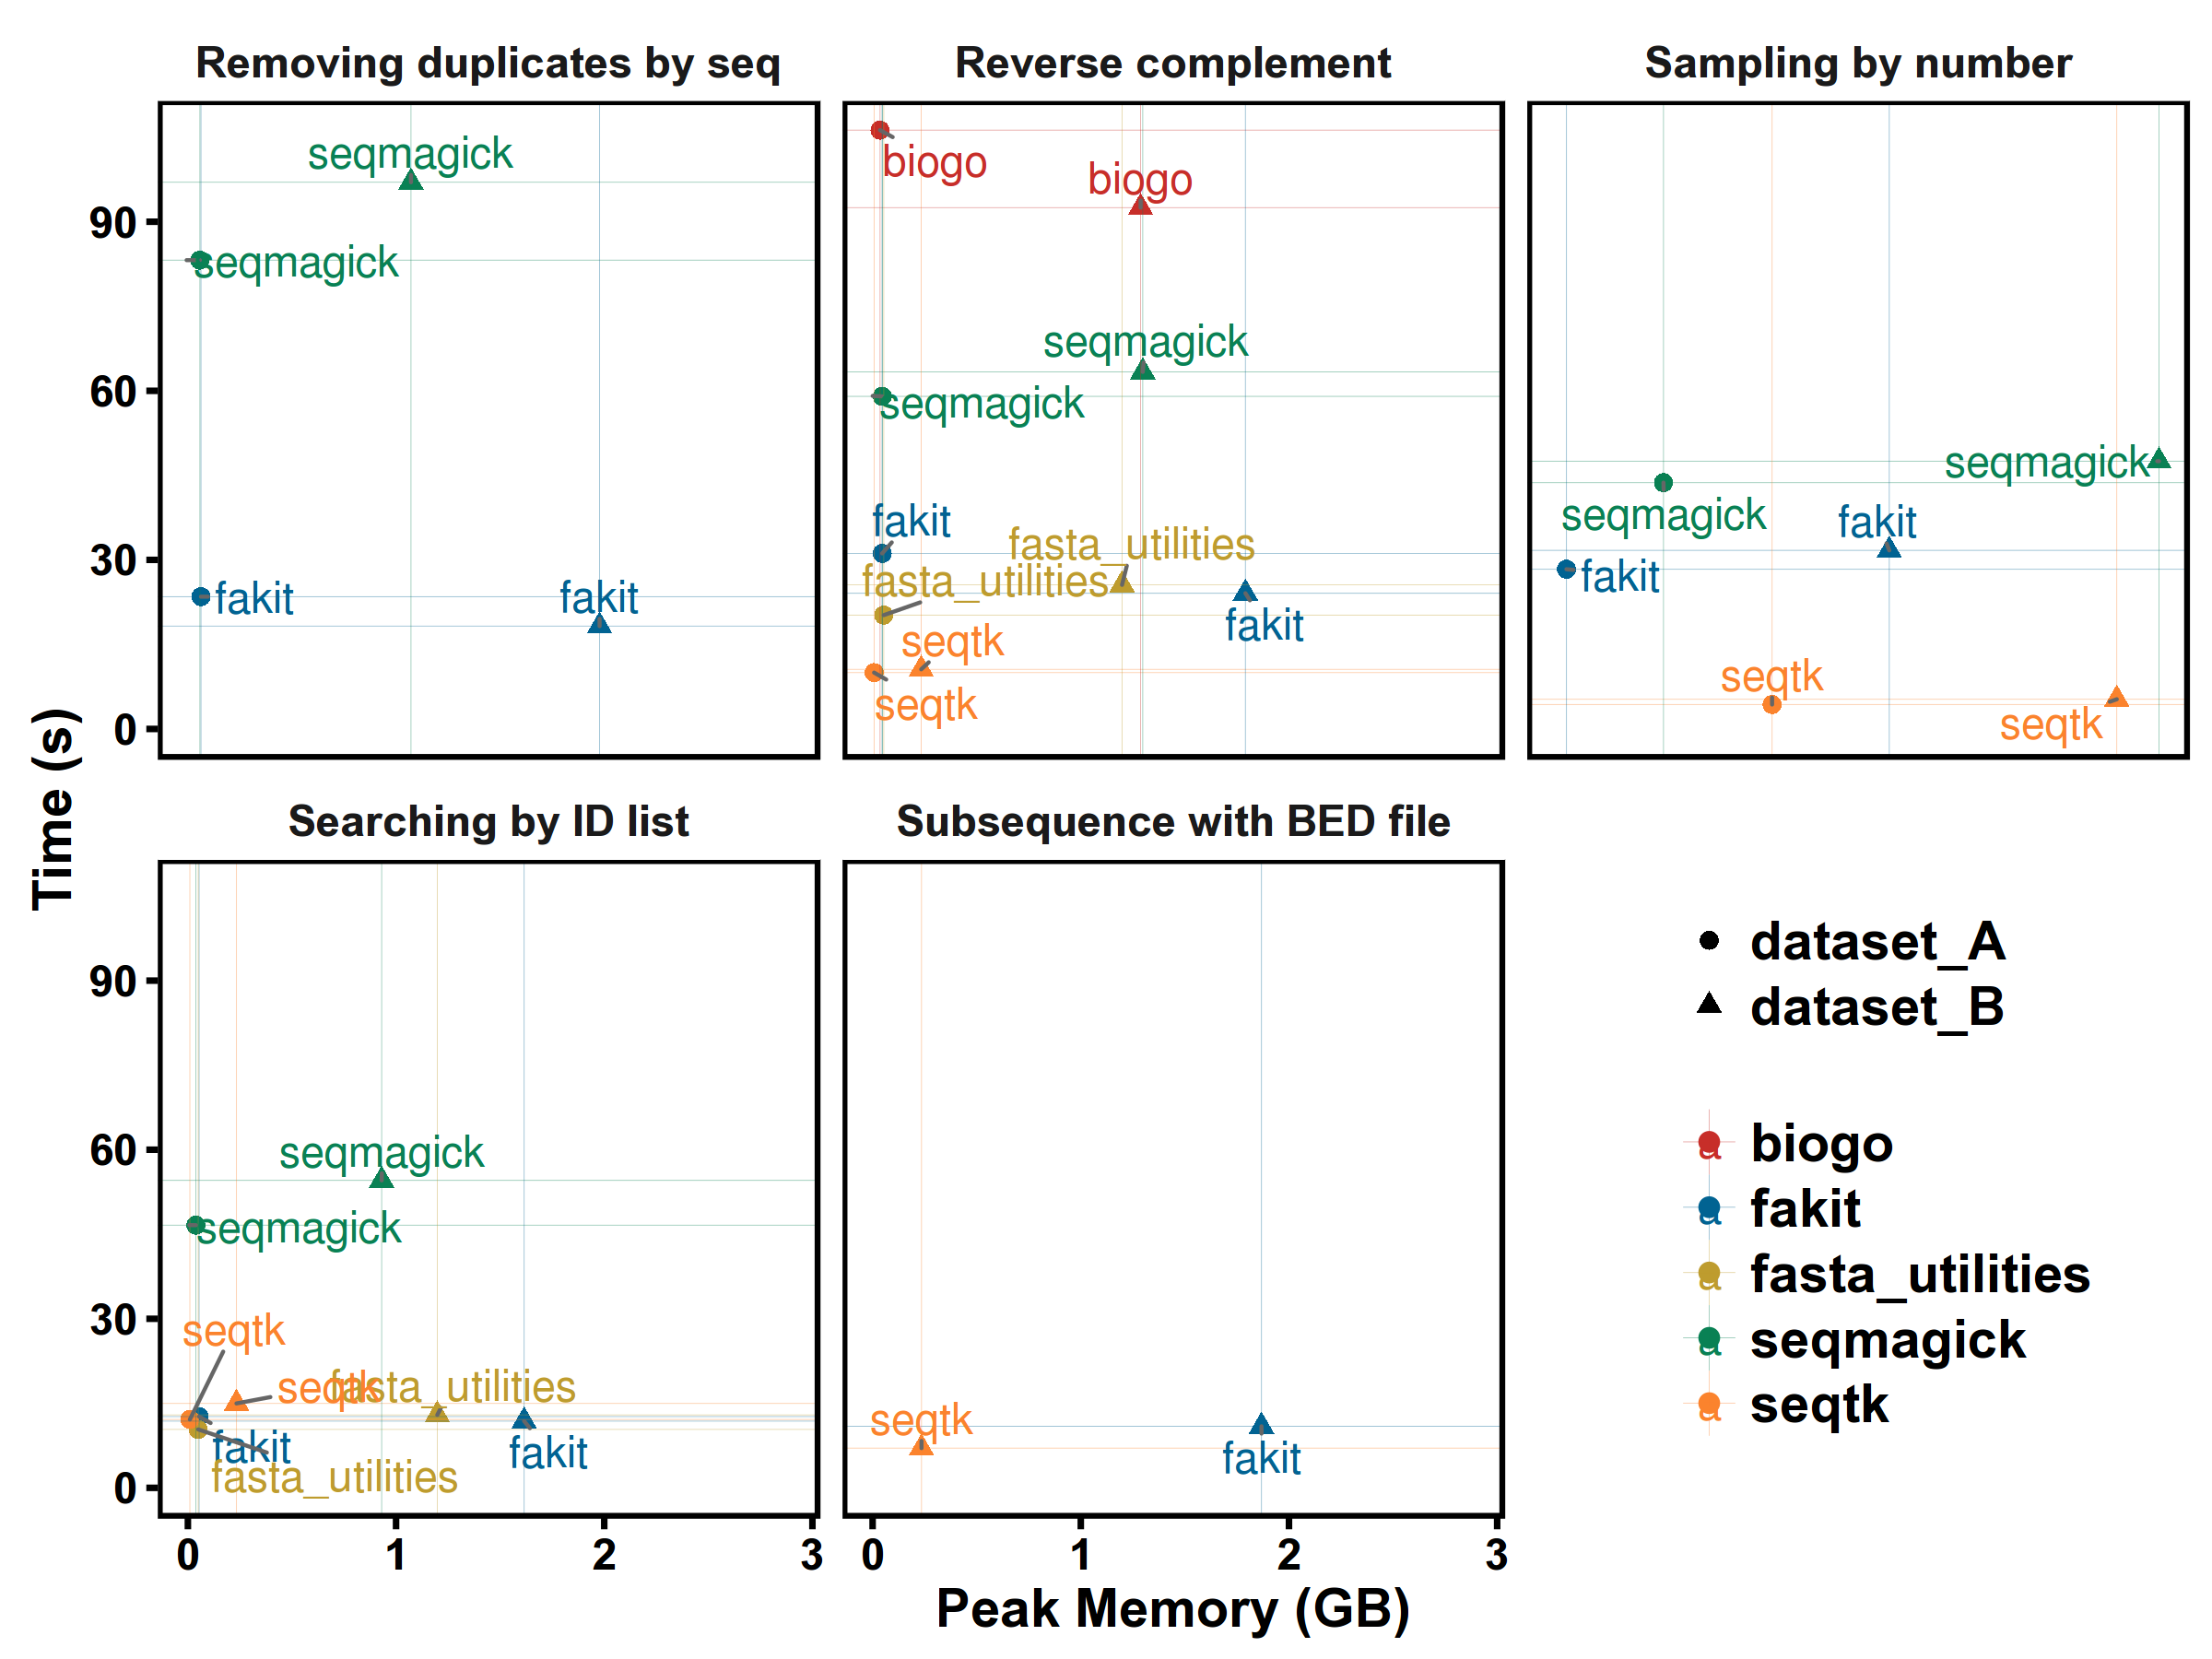 Removing duplicates by seq
Reverse complement
Sampling by number
seqmagick
seqmagick
fakit
fakit
biogo
biogo
seqmagick
seqmagick
fakit
fasta_utilities
fasta_utilities
fakit
seqtk
seqtk
seqmagick
seqmagick
fakit
fakit
seqtk
seqtk
90
60
30
0
Time (s)
Searching by ID list
Subsequence with BED file
seqmagick
seqmagick
seqtk
seqtk
fasta_utilities
fakit
fakit
fasta_utilities
seqtk
fakit
90
60
30
0
0
1
2
3
0
1
2
3
Peak Memory (GB)
dataset_A
dataset_B
a biogo
a fakit
a fasta_utilities
a seqmagick
a seqtk